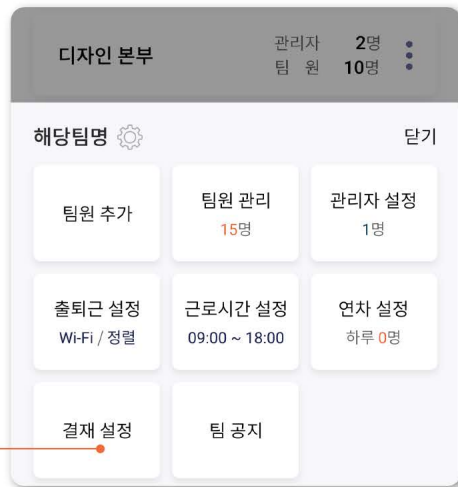 디자인 본부
관리자 2명
팀 원 10명
해당팀명 닫기
팀원 추가
팀원 관리
15명
관리자 설정
1명
출퇴근 설정
Wi-Fi / 정렬
근로시간 설정
09:00 ~ 18:00
연차 설정
하루 0명
결재 설정
팀 공지